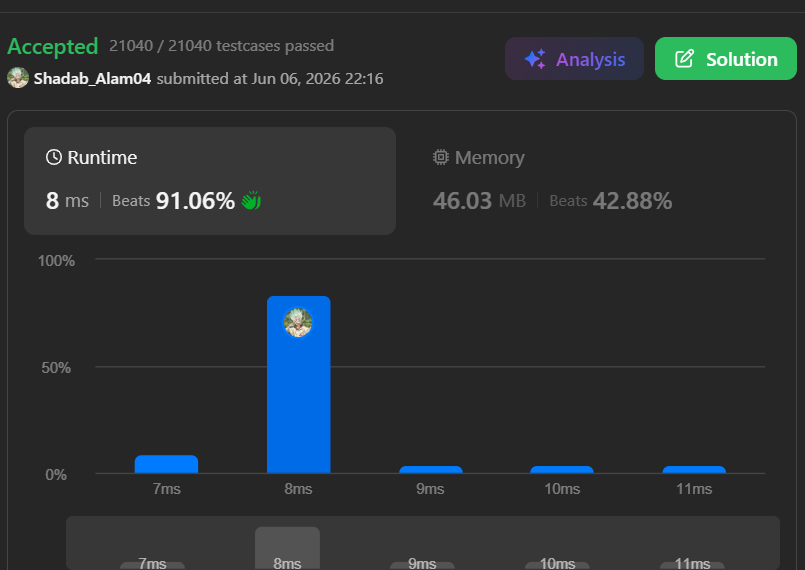 Accepted 21040 / 21040 testcases passed
Shadab_Alam04 submitted at Jun 06, 2026 22:16
Analysis
Solution
Runtime
8 ms | Beats 91.06%
Memory
46.03 MB | Beats 42.88%
100%
50%
0%
7ms 8ms 9ms 10ms 11ms
7ms 8ms 9ms 10ms 11ms